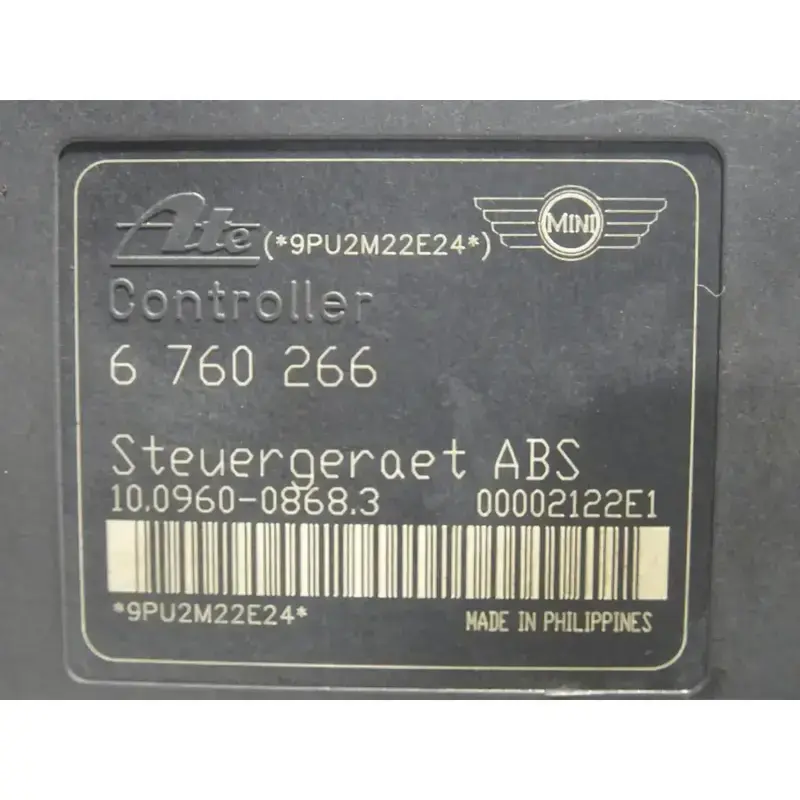 Ate (*9PU2M22E24*) MINI
Controller
6 760 266
Steuergeraet ABS
10.0960-0868.3 00002122E1
*9PU2M22E24* MADE IN PHILIPPINES